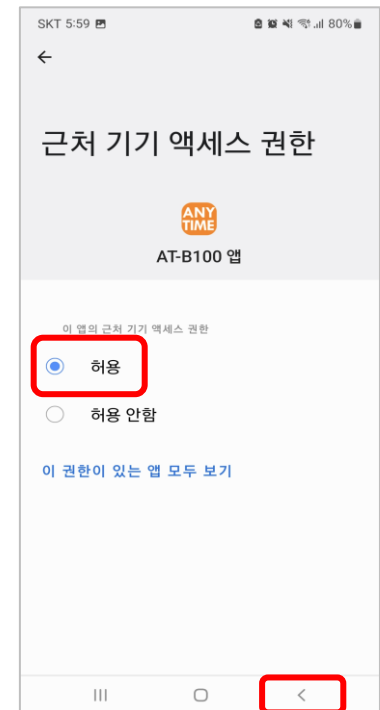 SKT 5:59
80%
근처 기기 액세스 권한
ANY
TIME
AT-B100 앱
이 앱의 근처 기기 액세스 권한
허용
허용 안함
이 권한이 있는 앱 모두 보기